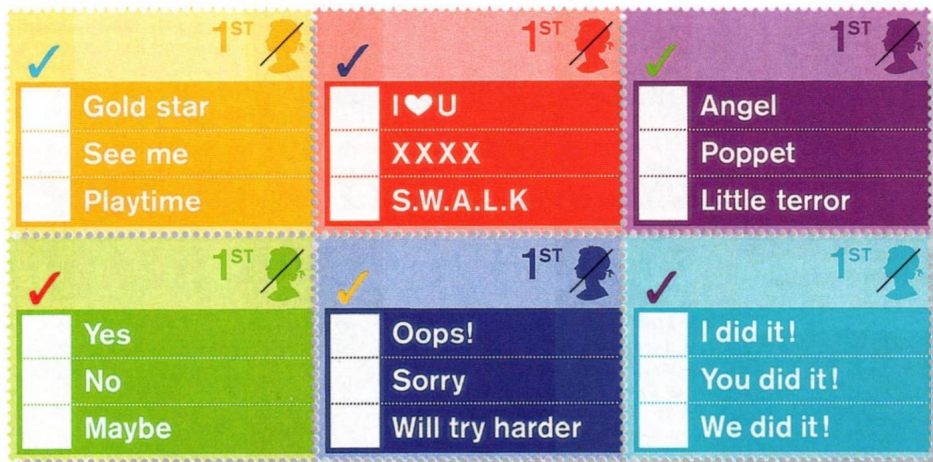 1ST
Gold star
See me
Playtime
1ST
I♥U
XXXX
S.W.A.L.K
1ST
Angel
Poppet
Little terror
1ST
Yes
No
Maybe
1ST
Oops!
Sorry
Will try harder
1ST
I did it!
You did it!
We did it!